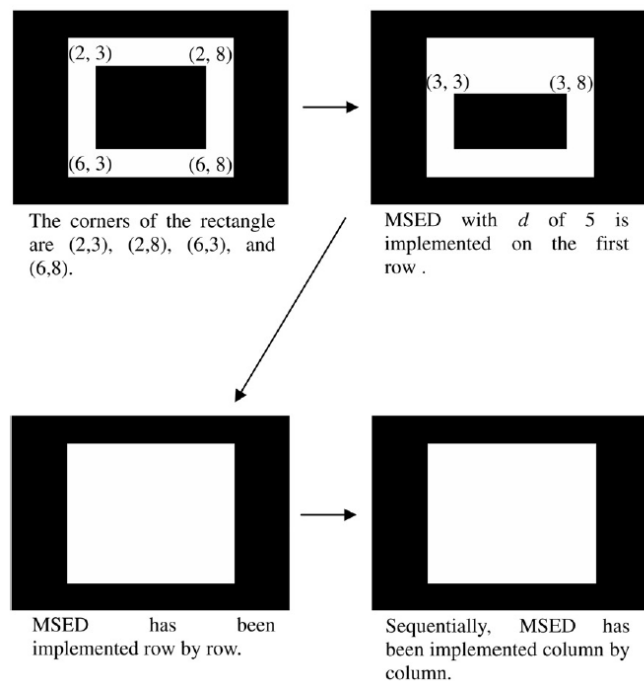 (2, 3) (2, 8)
(6, 3) (6, 8)
The corners of the rectangle
are (2,3), (2,8), (6,3), and
(6,8).
(3, 3) (3, 8)
MSED with d of 5 is
implemented on the first
row .
MSED has been
implemented row by row.
Sequentially, MSED has
been implemented column by
column.